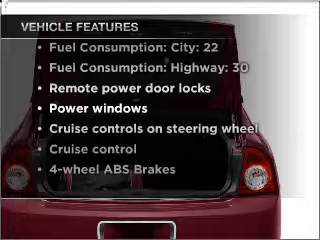 VEHICLE FEATURES
• Fuel Consumption: City: 22
• Fuel Consumption: Highway: 30
• Remote power door locks
• Power windows
• Cruise controls on steering wheel
• Cruise control
• 4-wheel ABS Brakes